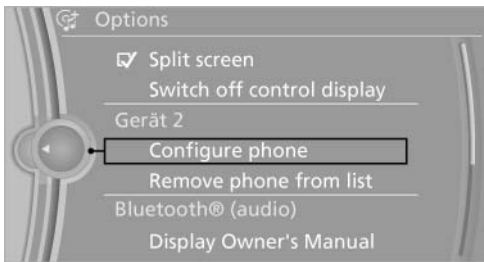 Options
Split screen
Switch off control display
Gerät 2
Configure phone
Remove phone from list
Bluetooth® (audio)
Display Owner's Manual